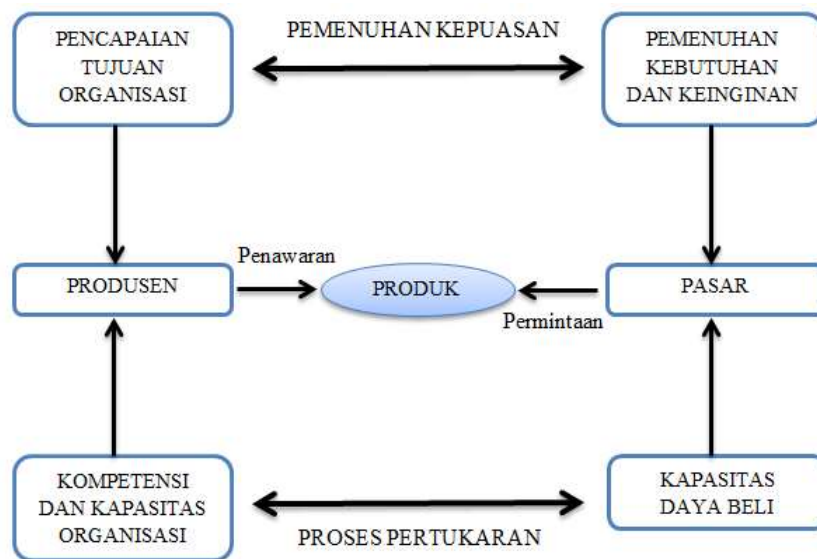 PENCAPAIAN
TUJUAN
ORGANISASI
PEMENUHAN KEPUASAN
PEMENUHAN
KEBUTUHAN
DAN KEINGINAN
PRODUSEN
Penawaran
PRODUK
Permintaan
PASAR
KOMPETENSI
DAN KAPASITAS
ORGANISASI
PROSES PERTUKARAN
KAPASITAS
DAYA BELI